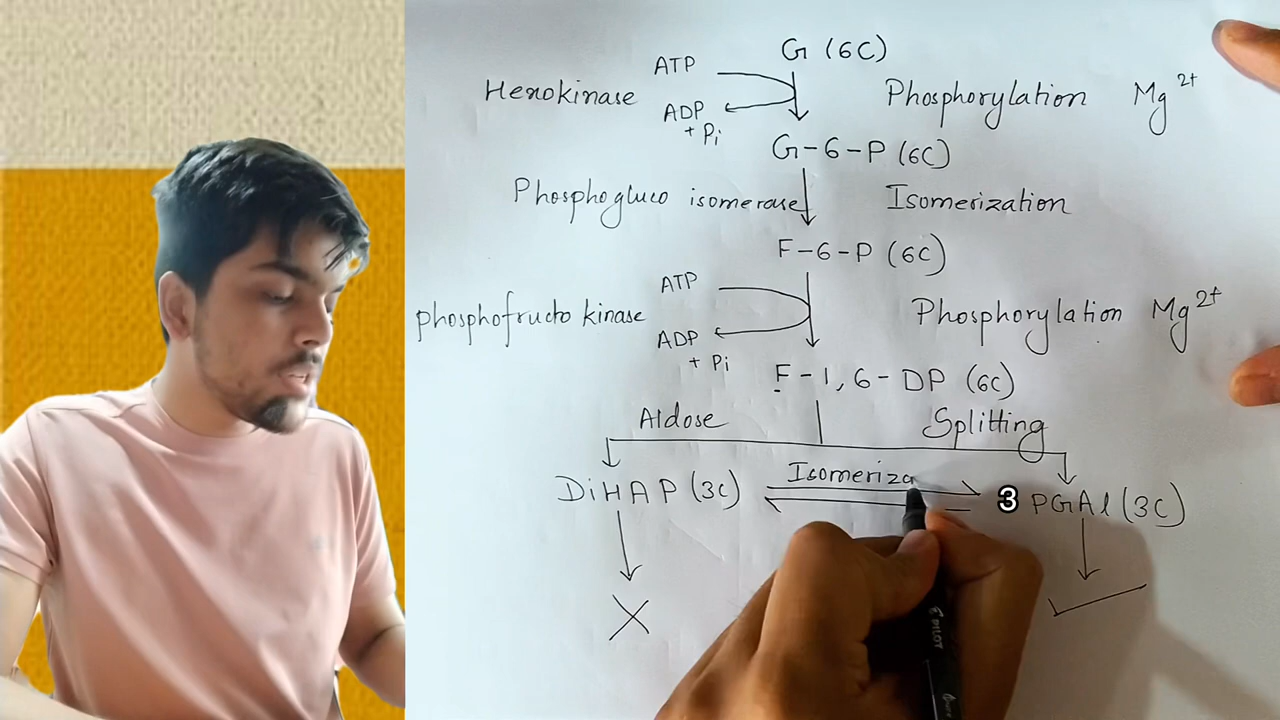 G (6C)
ATP
Hexokinase
Phosphorylation Mg2+
ADP
+ Pi
G-6-P (6C)
Phosphogluco isomerase
Isomerization
F-6-P (6C)
ATP
phosphofructo kinase
Phosphorylation Mg2+
ADP
+ Pi
F-1,6-DP (6C)
Aldose
Splitting
Isomeriza
DiHAP (3C)
3 PGAl (3C)
PILOT